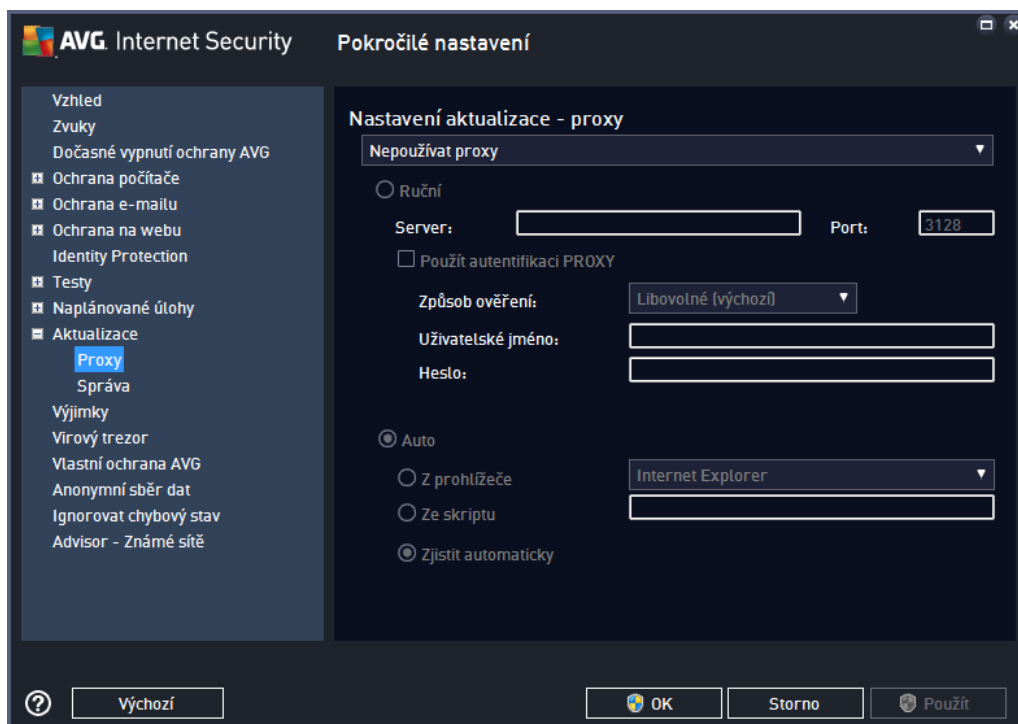 AVG. Internet Security
Pokročilé nastavení
Vzhled
Zvuky
Dočasné vypnutí ochrany AVG
Ochrana počítače
Ochrana e-mailu
Ochrana na webu
Identity Protection
Testy
Naplánované úlohy
Aktualizace
Proxy
Správa
Výjimky
Virový trezor
Vlastní ochrana AVG
Anonymní sběr dat
Ignorovat chybový stav
Advisor - Známé sítě
Nastavení aktualizace - proxy
Nepoužívat proxy
Ruční
Server: Port: 3128
Použít autentifikaci PROXY
Způsob ověření: Libovolné (výchozí)
Uživatelské jméno:
Heslo:
Auto
Z prohlížeče Internet Explorer
Ze skriptu
Zjistit automaticky
? Výchozí OK Storno Použít